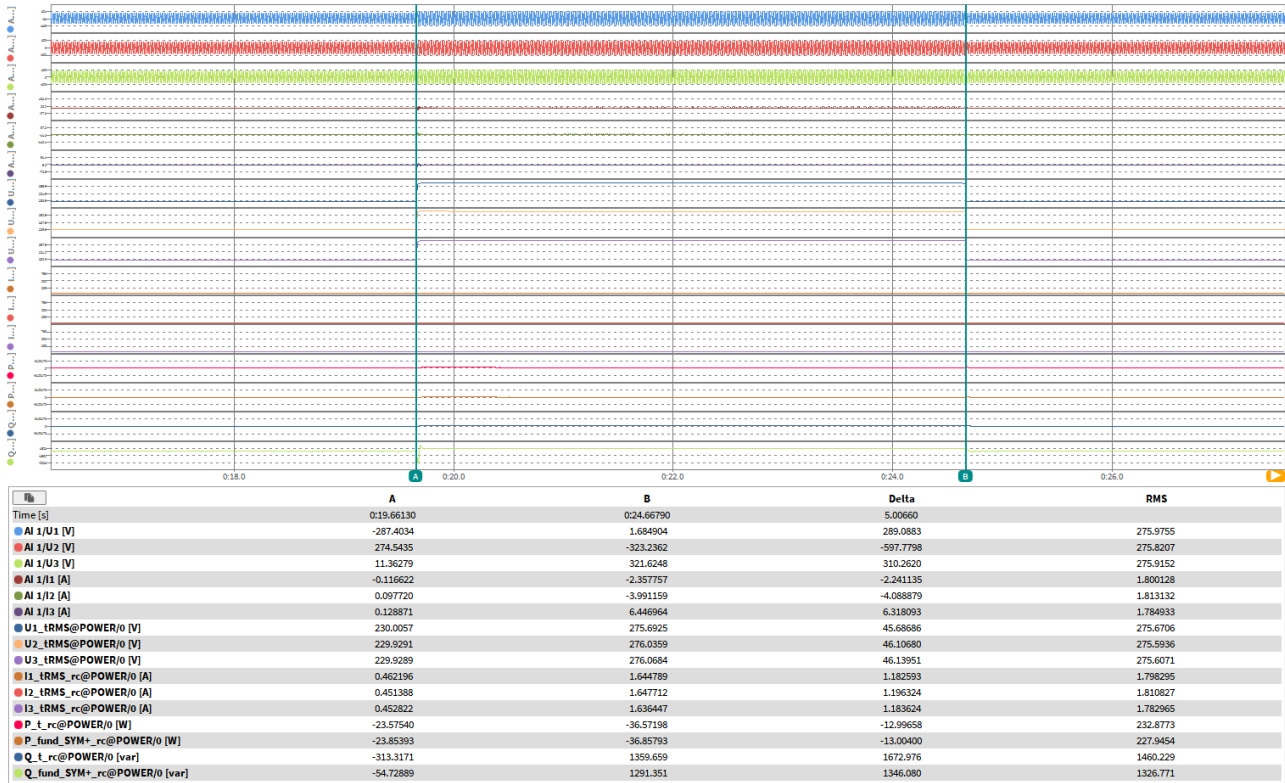 A...]
A...]
A...]
A...]
A...]
A...]
U...]
U...]
U...]
I...]
I...]
I...]
P...]
P...]
Q...]
Q...]
0:18.0 A 0:20.0 0:22.0 0:24.0 B 0:26.0
A B Delta RMS
Time [s] 0:19.66130 0:24.66790 5.00660
AI 1/U1 [V] -287.4034 1.684904 289.0883 275.9755
AI 1/U2 [V] 274.5435 -323.2362 -597.7798 275.8207
AI 1/U3 [V] 11.36279 321.6248 310.2620 275.9152
AI 1/I1 [A] -0.116622 -2.357757 -2.241135 1.800128
AI 1/I2 [A] 0.097720 -3.991159 -4.088879 1.813132
AI 1/I3 [A] 0.128871 6.446964 6.318093 1.784933
U1_tRMS@POWER/0 [V] 230.0057 275.6925 45.68686 275.6706
U2_tRMS@POWER/0 [V] 229.9291 276.0359 46.10680 275.5936
U3_tRMS@POWER/0 [V] 229.9289 276.0684 46.13951 275.6071
I1_tRMS_rc@POWER/0 [A] 0.462196 1.644789 1.182593 1.798295
I2_tRMS_rc@POWER/0 [A] 0.451388 1.647712 1.196324 1.810827
I3_tRMS_rc@POWER/0 [A] 0.452822 1.636447 1.183624 1.782965
P_t_rc@POWER/0 [W] -23.57540 -36.57198 -12.99658 232.8773
P_fund_SYM+_rc@POWER/0 [W] -23.85393 -36.85793 -13.00400 227.9454
Q_t_rc@POWER/0 [var] -313.3171 1359.659 1672.976 1460.229
Q_fund_SYM+_rc@POWER/0 [var] -54.72889 1291.351 1346.080 1326.771